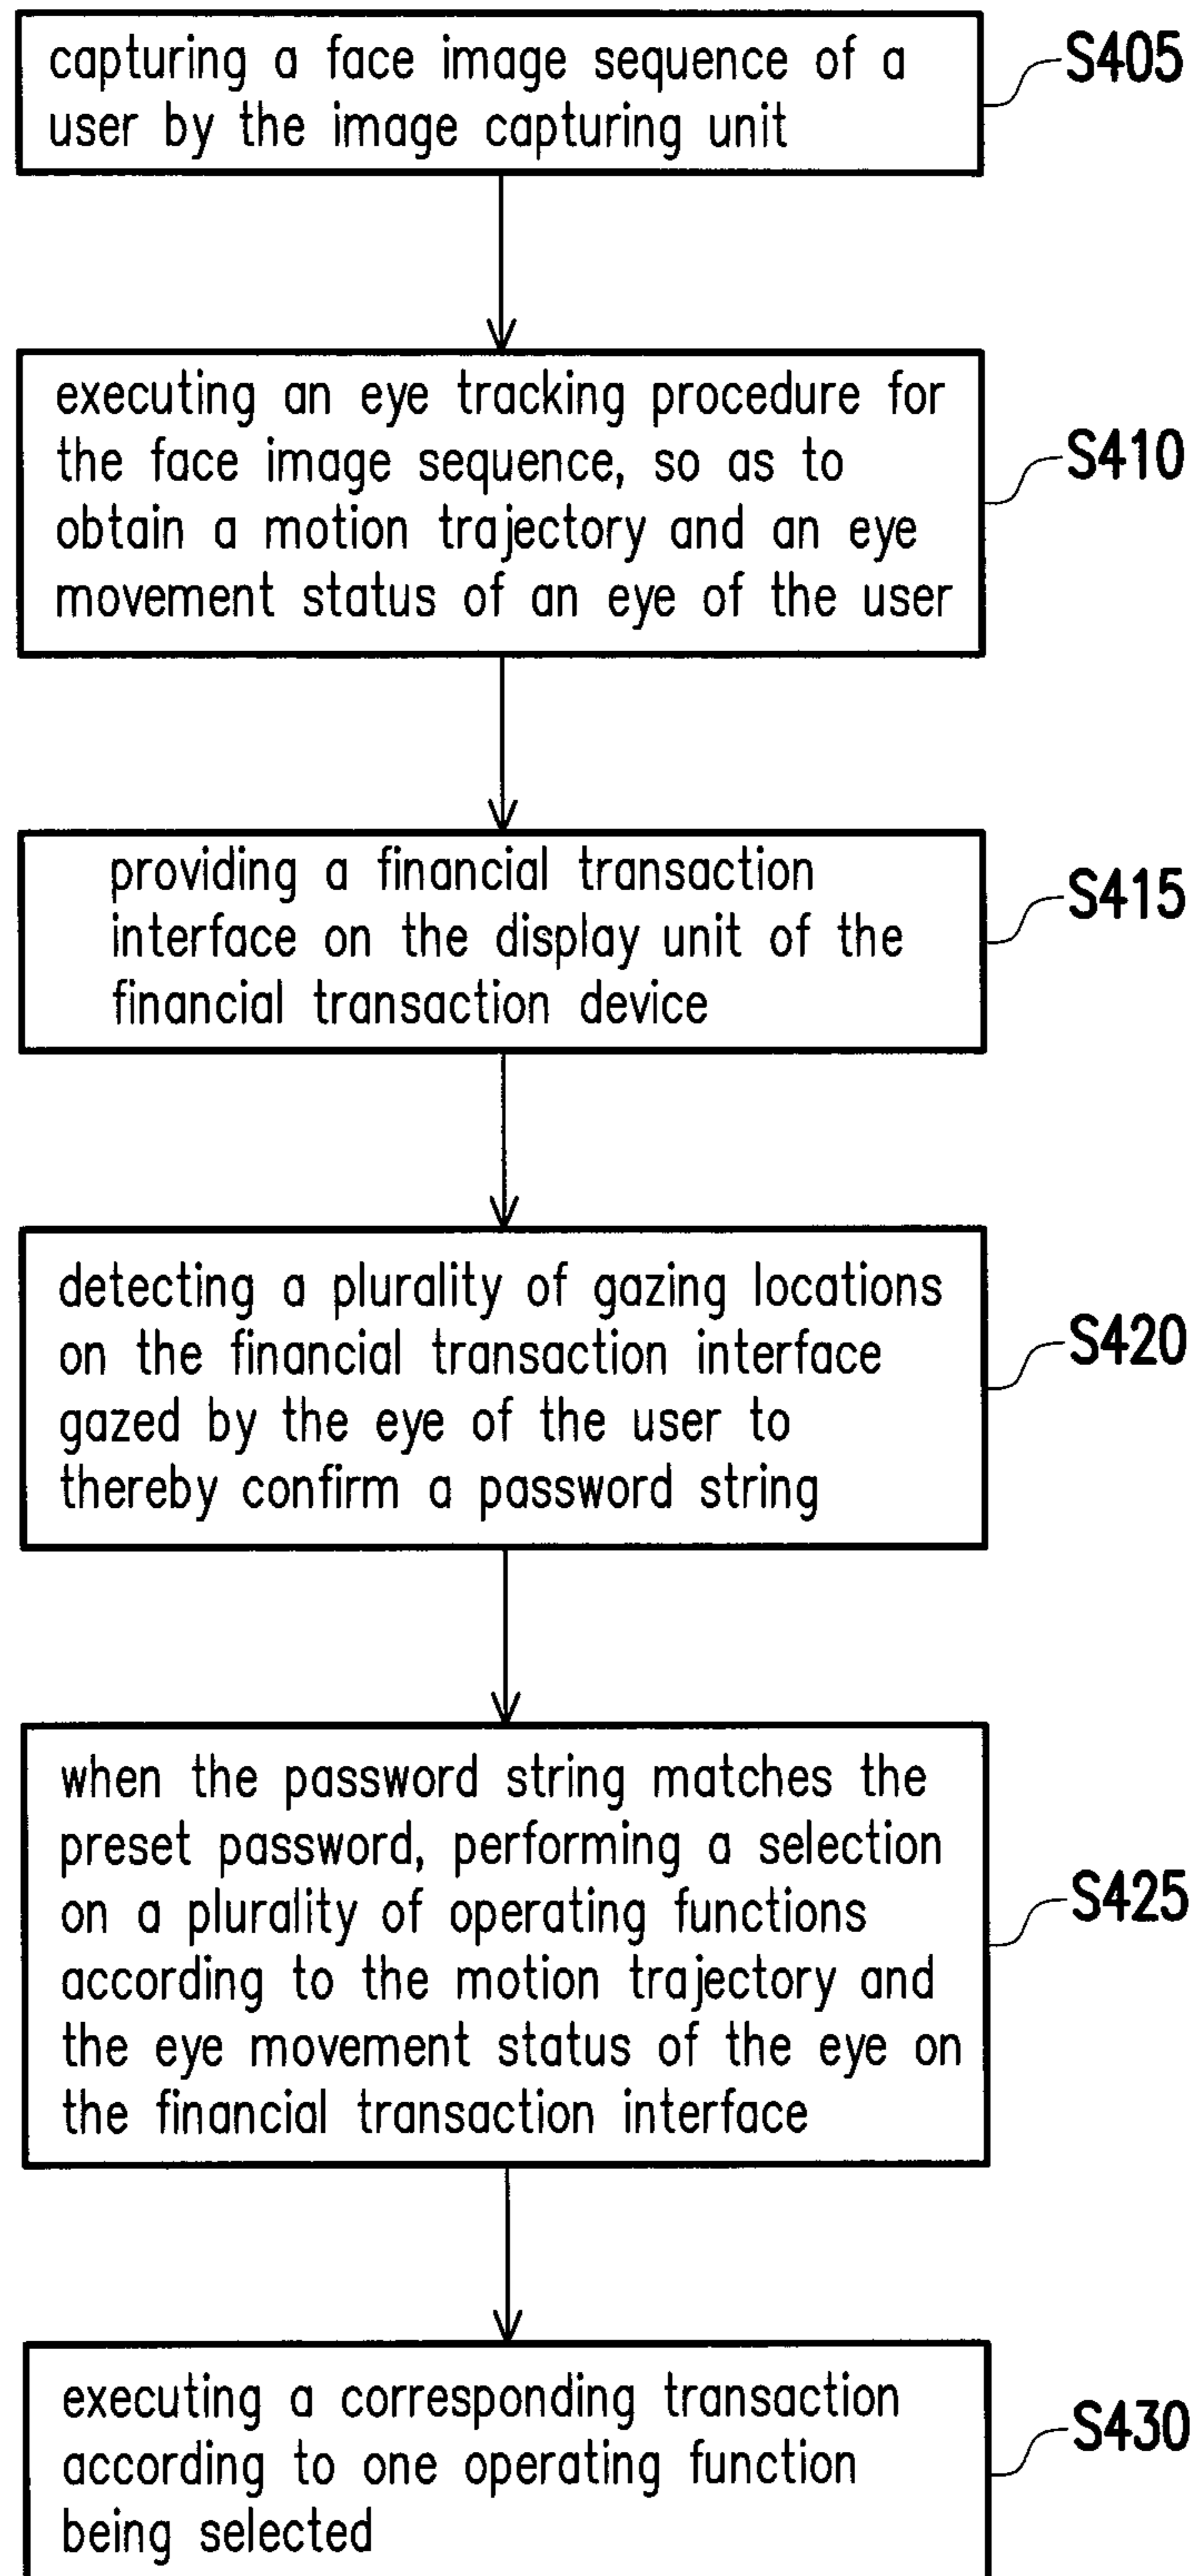 capturing a face image sequence of a
user by the image capturing unit
S405
executing an eye tracking procedure for
the face image sequence, so as to
obtain a motion trajectory and an eye
movement status of an eye of the user
S410
providing a financial transaction
interface on the display unit of the
financial transaction device
S415
detecting a plurality of gazing locations
on the financial transaction interface
gazed by the eye of the user to
thereby confirm a password string
S420
when the password string matches the
preset password, performing a selection
on a plurality of operating functions
according to the motion trajectory and
the eye movement status of the eye on
the financial transaction interface
S425
executing a corresponding transaction
according to one operating function
being selected
S430